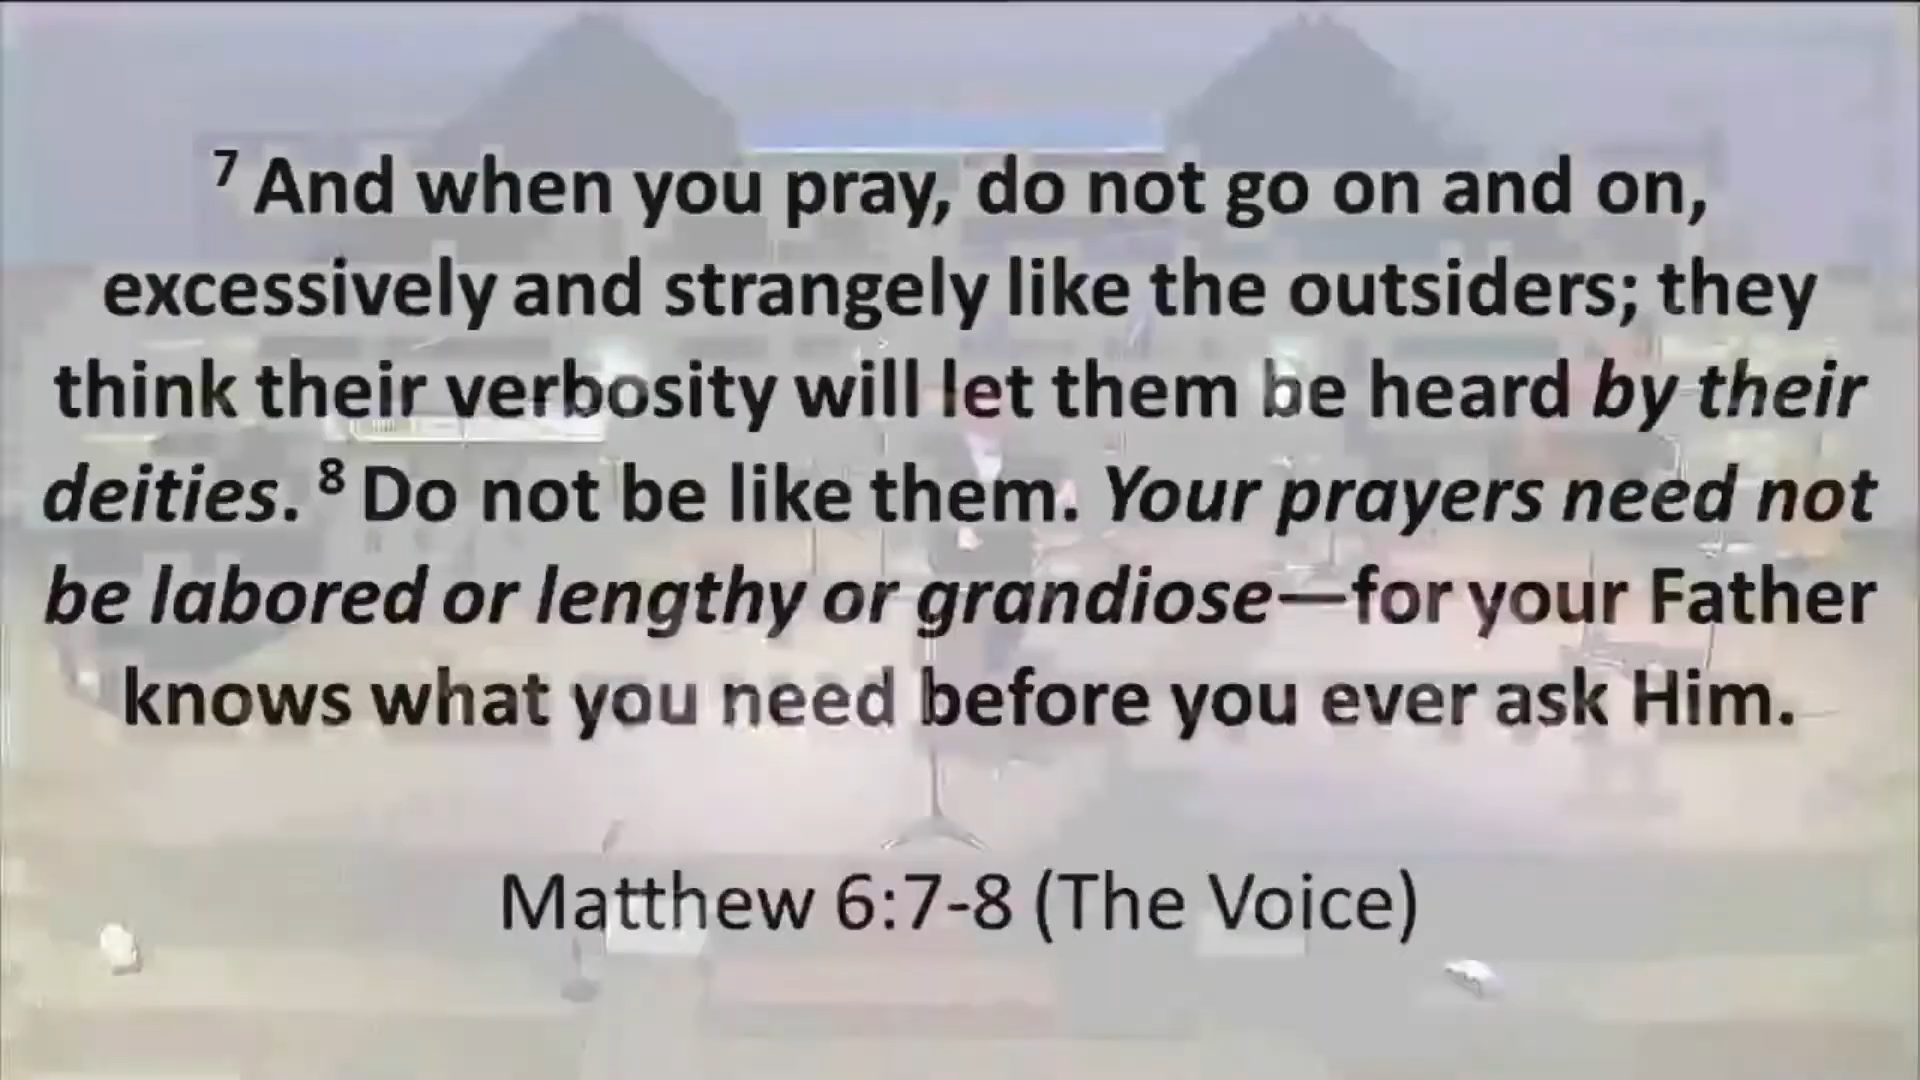 7 And when you pray, do not go on and on,
excessively and strangely like the outsiders; they
think their verbosity will let them be heard by their
deities. 8 Do not be like them. Your prayers need not
be labored or lengthy or grandiose—for your Father
knows what you need before you ever ask Him.
Matthew 6:7-8 (The Voice)